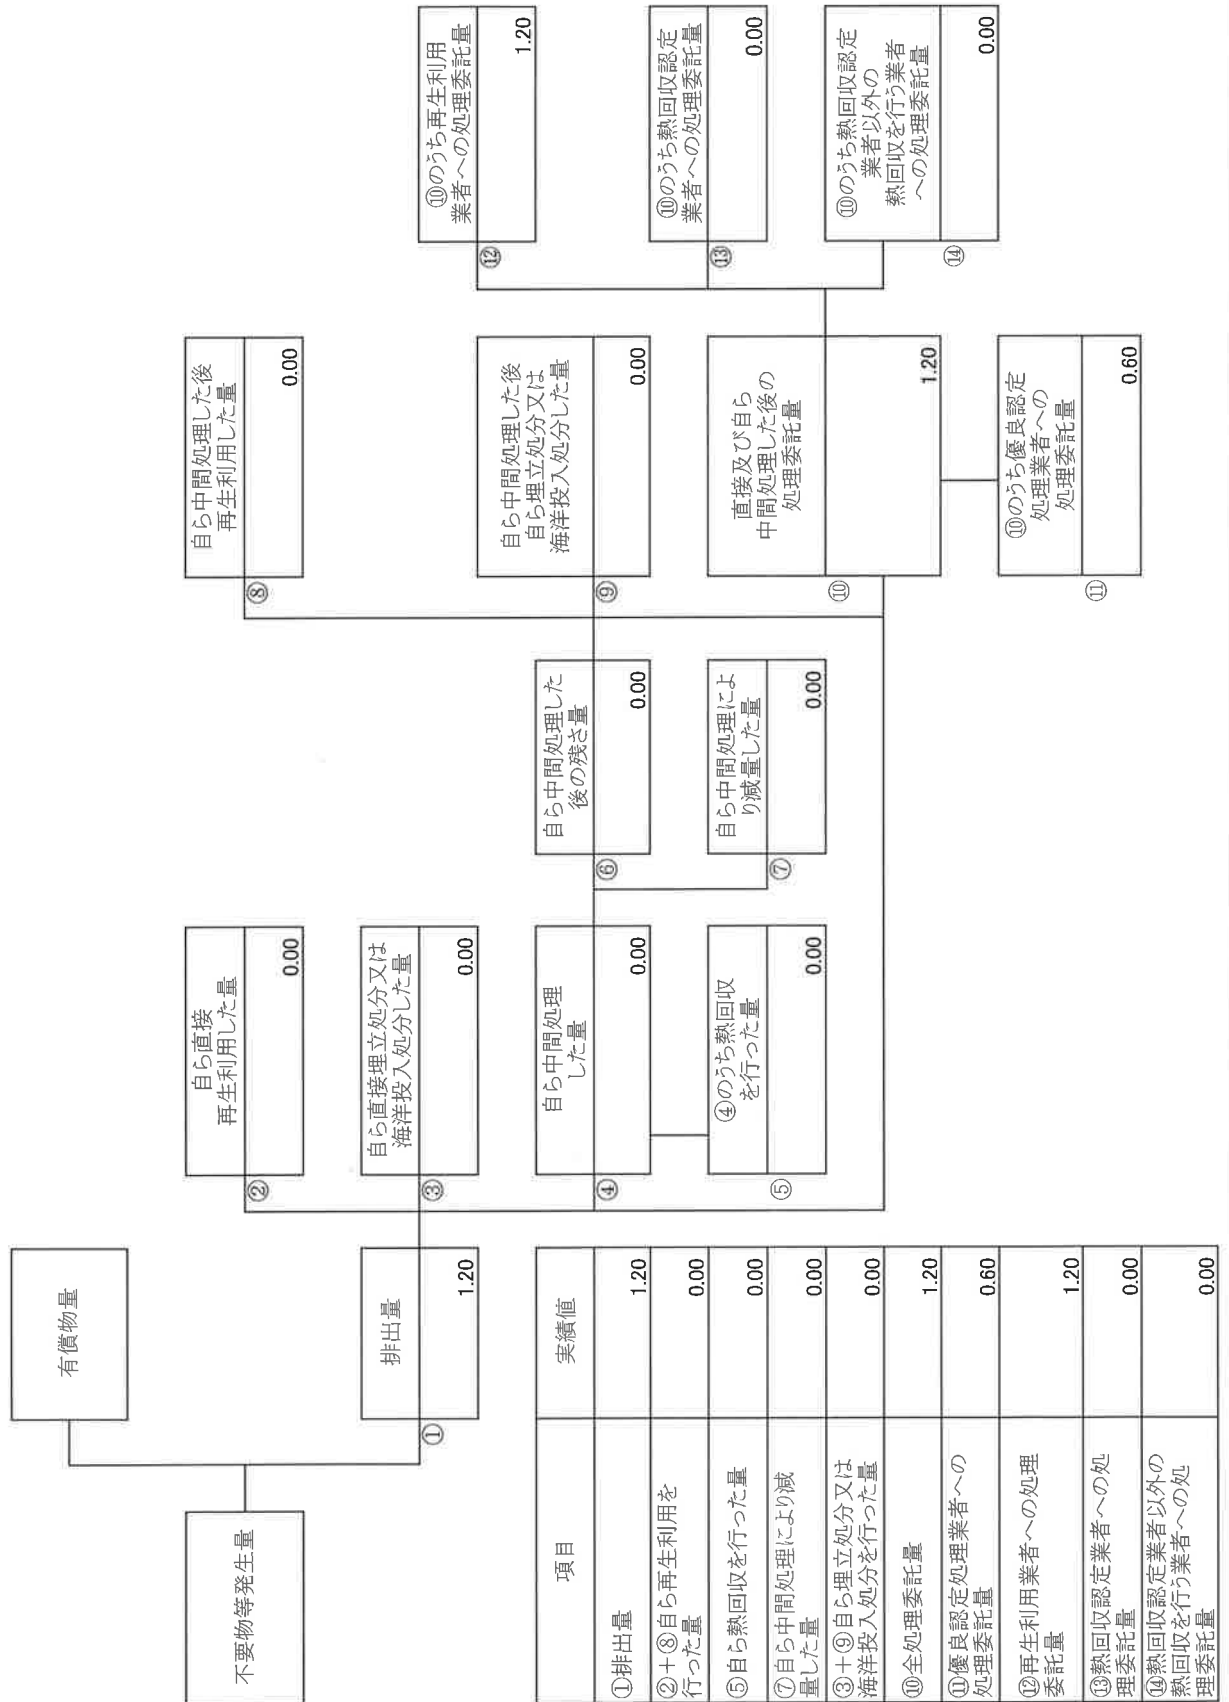 不要物等発生量
有償物量
①
排出量
1.20
②
自ら直接
再生利用した量
0.00
③
自ら直接埋立処分又は
海洋投入処分した量
0.00
④
自ら中間処理
した量
0.00
⑤
④のうち熱回収
を行った量
0.00
⑥
自ら中間処理した
後の残さ量
0.00
⑦
自ら中間処理によ
り減量した量
0.00
⑧
自ら中間処理した後
再生利用した量
0.00
⑨
自ら中間処理した後
自ら埋立処分又は
海洋投入処分した量
0.00
⑩
直接及び自ら
中間処理した後の
処理委託量
1.20
⑪
⑩のうち優良認定
処理業者への
処理委託量
0.60
⑫
⑩のうち再生利用
業者への処理委託量
1.20
⑬
⑩のうち熱回収認定
業者への処理委託量
0.00
⑭
⑩のうち熱回収認定
業者以外の
熱回収を行う業者
への処理委託量
0.00
項目 実績値
①排出量 1.20
②+⑧自ら再生利用を
行った量 0.00
⑤自ら熱回収を行った量 0.00
⑦自ら中間処理により減
量した量 0.00
③+⑨自ら埋立処分又は
海洋投入処分を行った量 0.00
⑩全処理委託量 1.20
⑪優良認定処理業者への
処理委託量 0.60
⑫再生利用業者への処理
委託量 1.20
⑬熱回収認定業者への処
理委託量 0.00
⑭熱回収認定業者以外の
熱回収を行う業者への処
理委託量 0.00